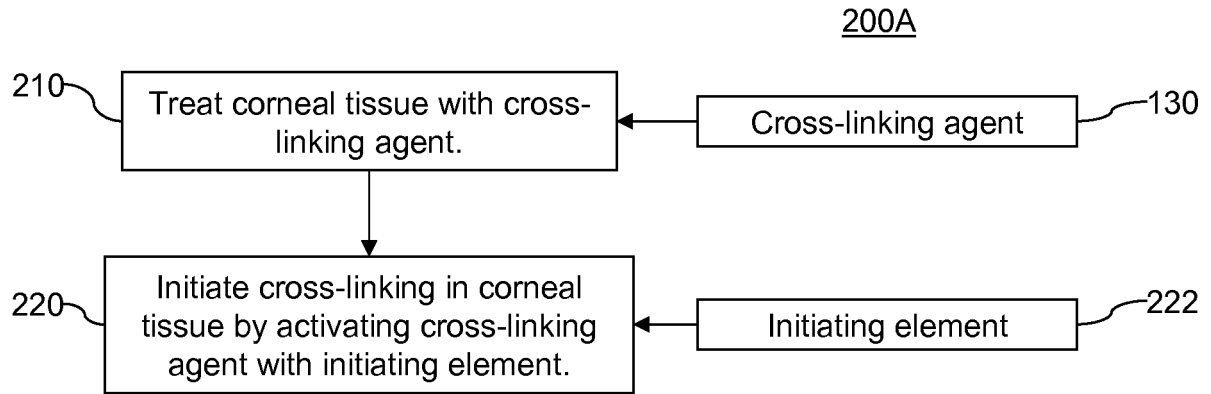 200A
210
Treat corneal tissue with cross-
linking agent.
Cross-linking agent
130
220
Initiate cross-linking in corneal
tissue by activating cross-linking
agent with initiating element.
Initiating element
222